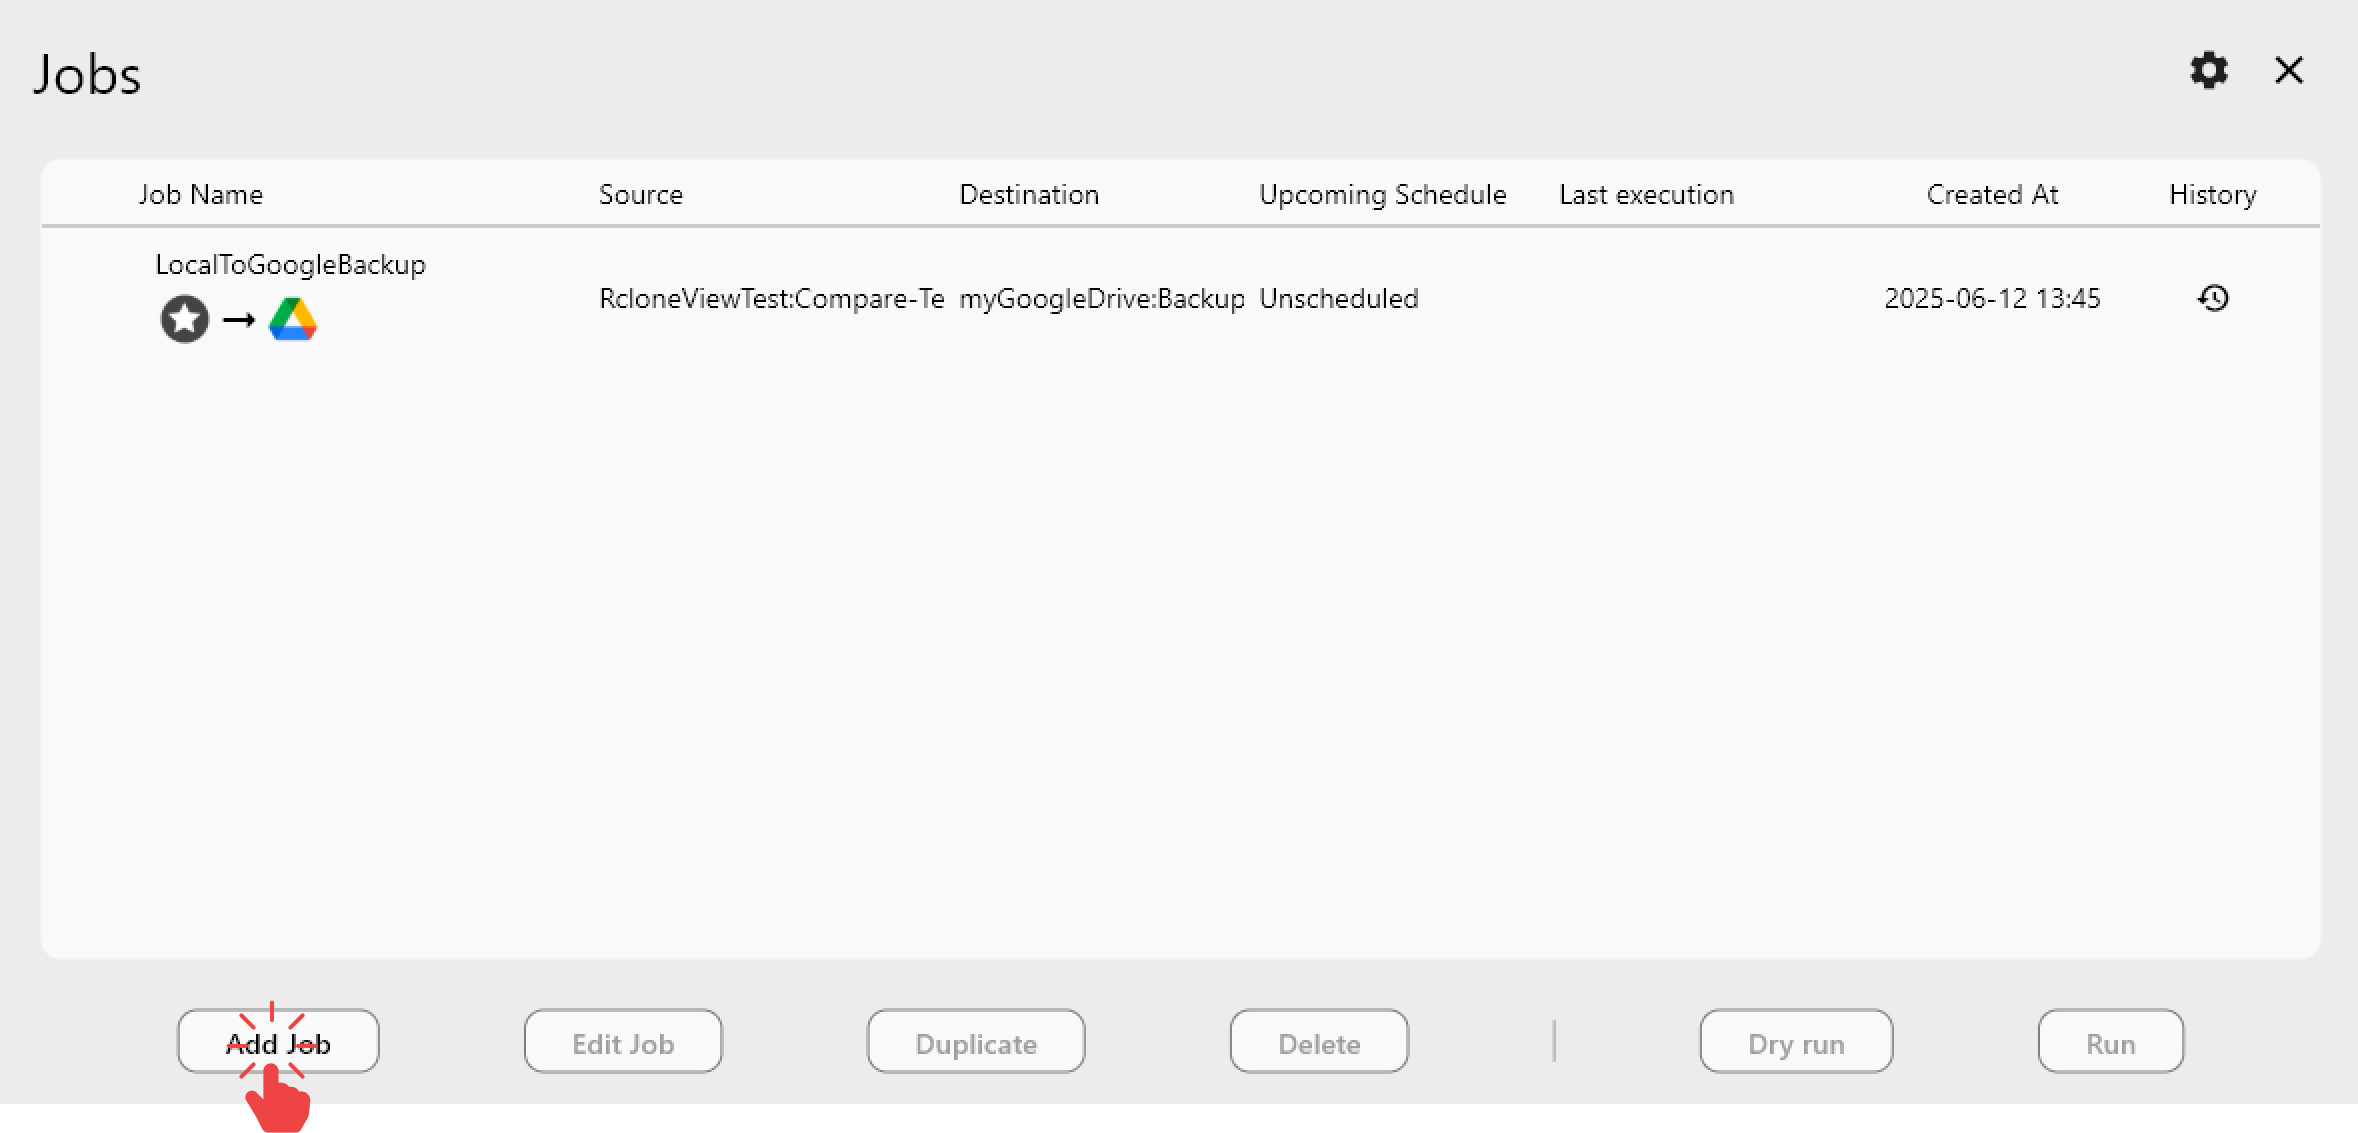 Jobs
Job Name Source Destination Upcoming Schedule Last execution Created At History
LocalToGoogleBackup
RcloneViewTest:Compare-Te myGoogleDrive:Backup Unscheduled 2025-06-12 13:45
Add Job Edit Job Duplicate Delete Dry run Run